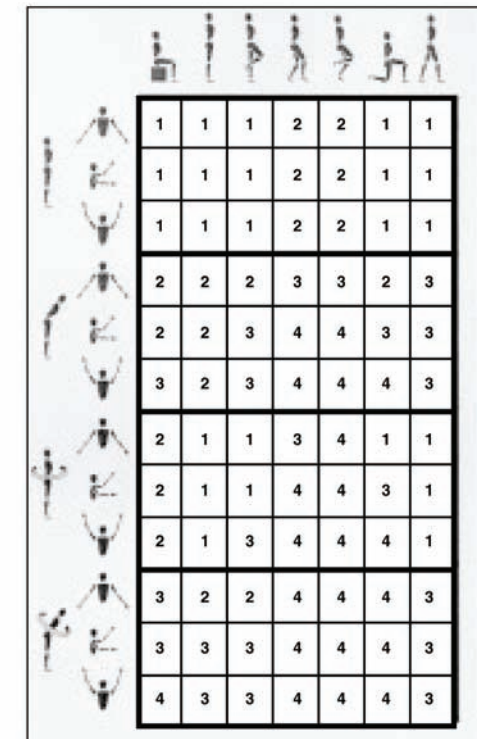 1 1 1 2 2 1 1
1 1 1 2 2 1 1
1 1 1 2 2 1 1
2 2 2 3 3 2 3
2 2 3 4 4 3 3
3 2 3 4 4 4 3
2 1 1 3 4 1 1
2 1 1 4 4 3 1
2 1 3 4 4 4 1
3 2 2 4 4 4 3
3 3 3 4 4 4 3
4 3 3 4 4 4 3